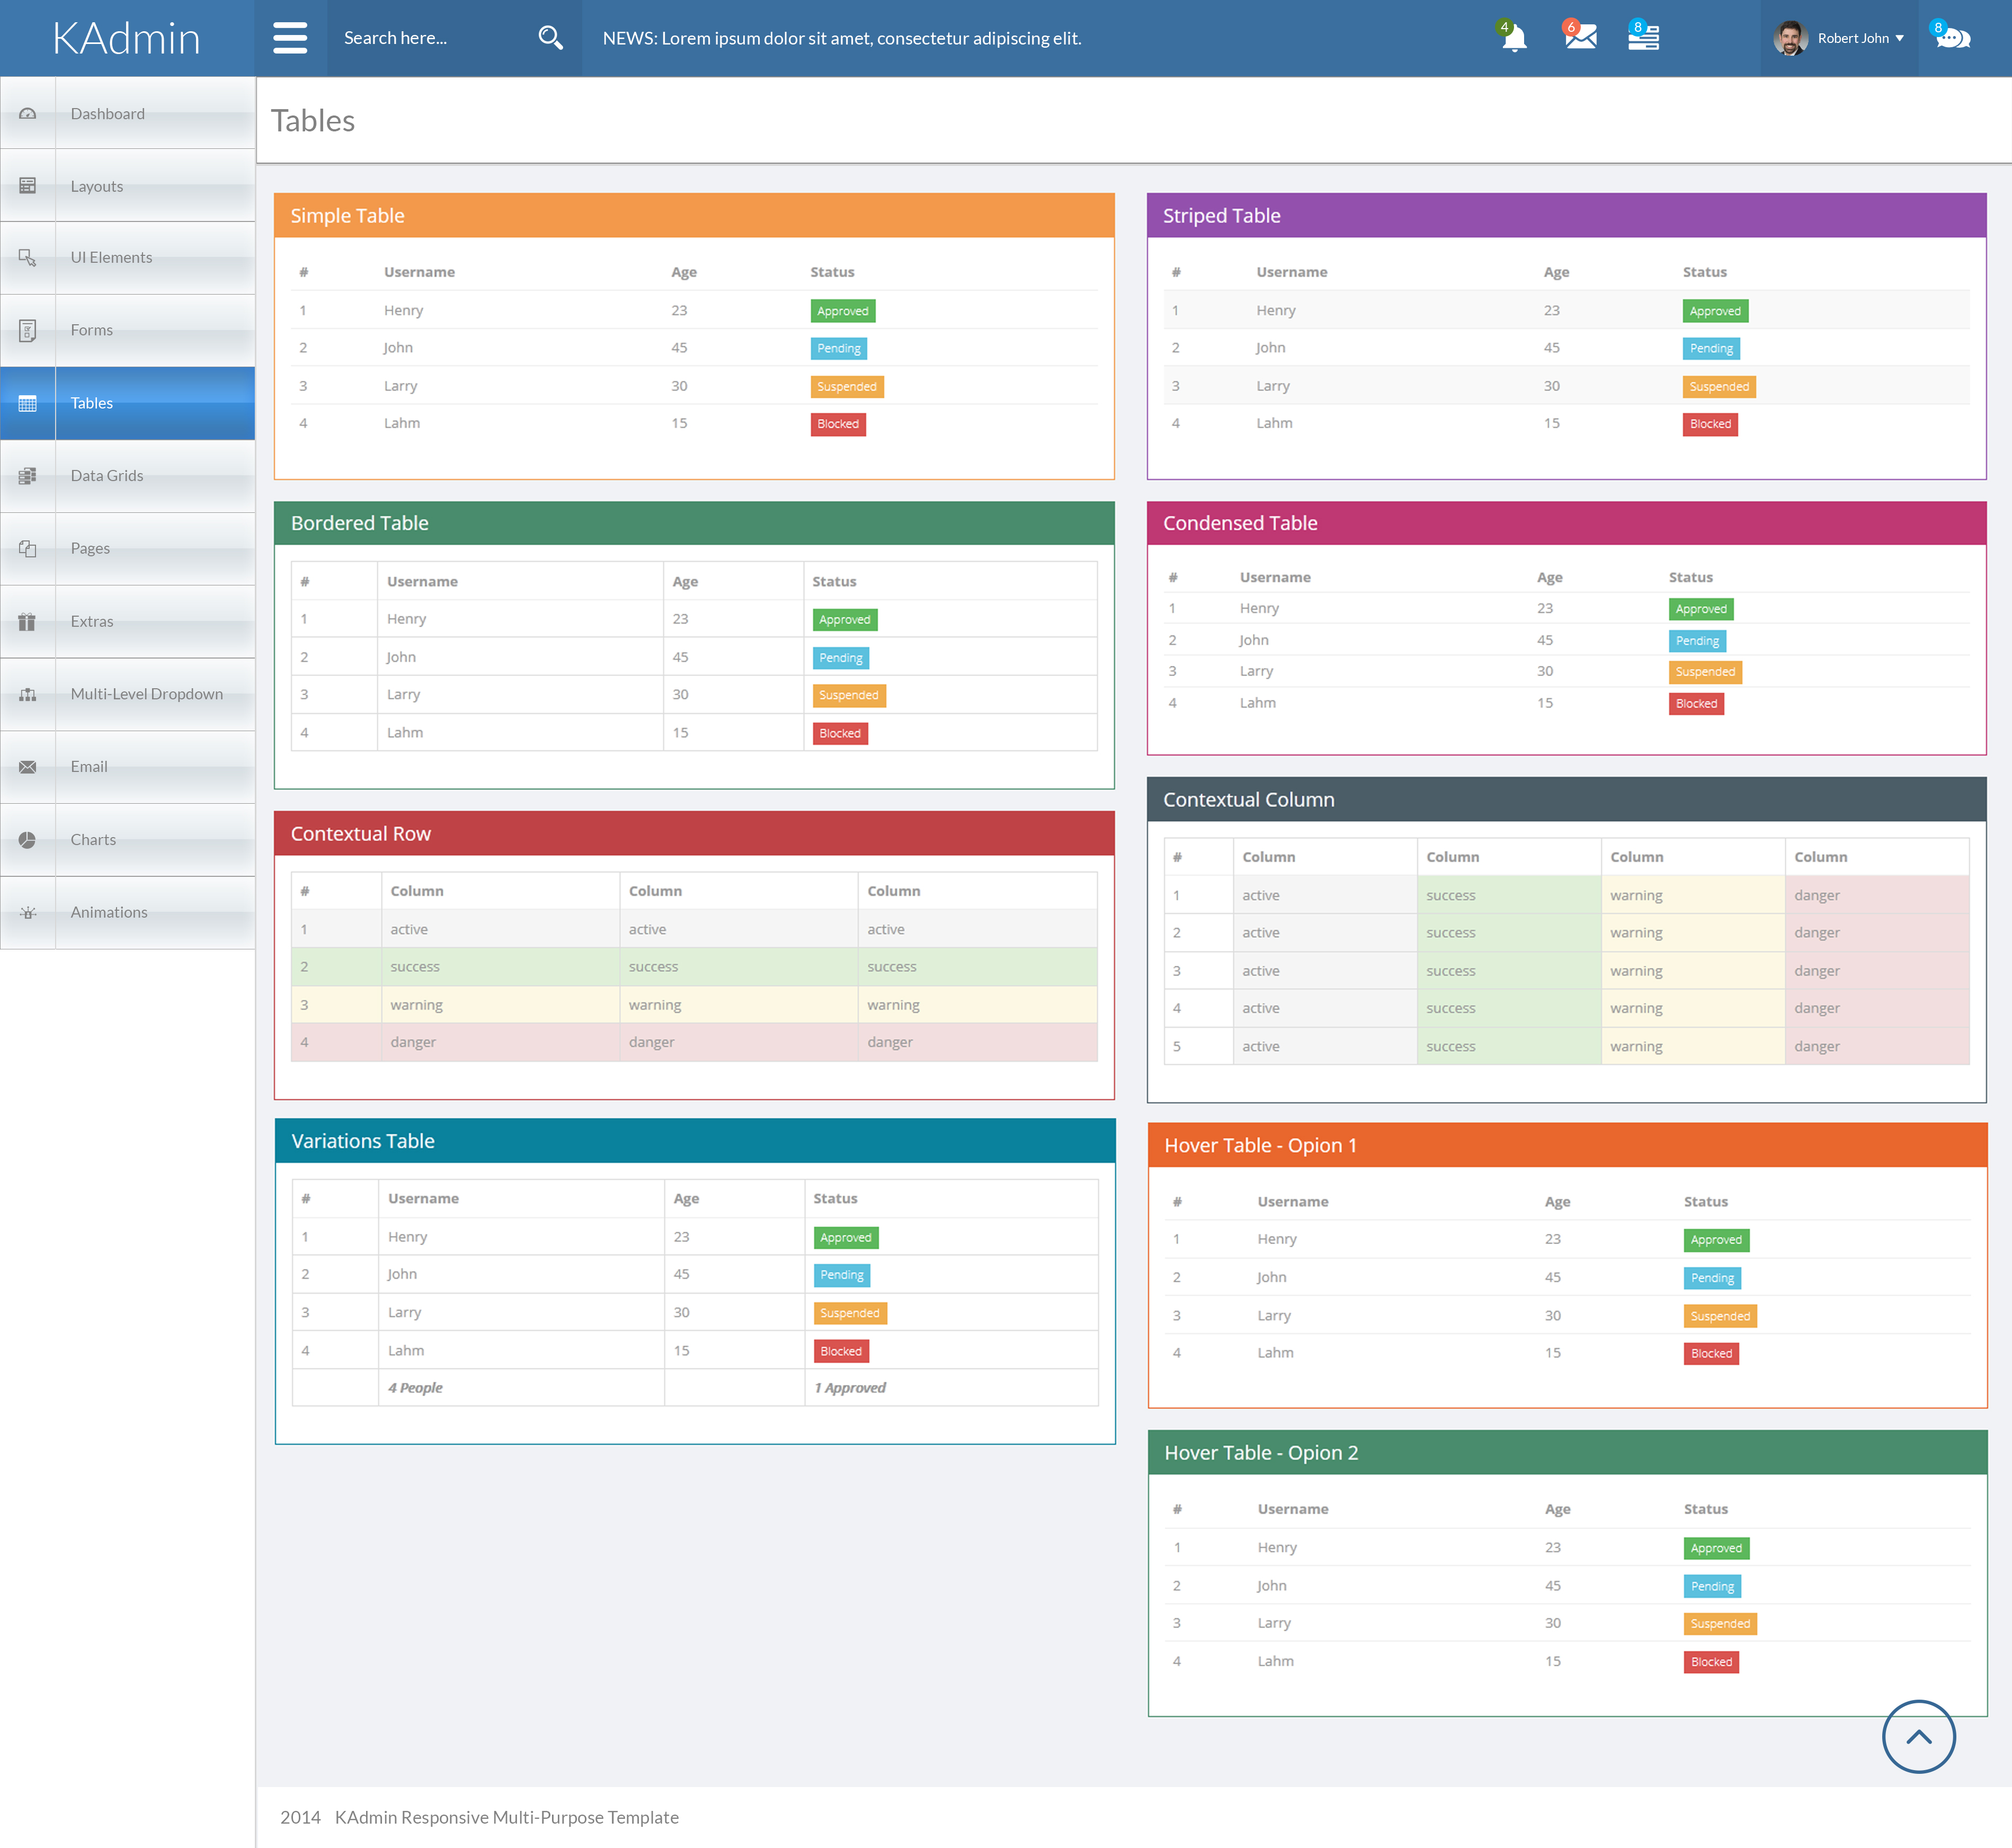 KAdmin
Search here...
NEWS: Lorem ipsum dolor sit amet, consectetur adipiscing elit.
4
6
8
Robert John
8
Dashboard
Layouts
UI Elements
Forms
Tables
Data Grids
Pages
Extras
Multi-Level Dropdown
Email
Charts
Animations
Tables
Simple Table
# Username Age Status
1 Henry 23 Approved
2 John 45 Pending
3 Larry 30 Suspended
4 Lahm 15 Blocked
Striped Table
# Username Age Status
1 Henry 23 Approved
2 John 45 Pending
3 Larry 30 Suspended
4 Lahm 15 Blocked
Bordered Table
# Username Age Status
1 Henry 23 Approved
2 John 45 Pending
3 Larry 30 Suspended
4 Lahm 15 Blocked
Condensed Table
# Username Age Status
1 Henry 23 Approved
2 John 45 Pending
3 Larry 30 Suspended
4 Lahm 15 Blocked
Contextual Row
# Column Column Column
1 active active active
2 success success success
3 warning warning warning
4 danger danger danger
Contextual Column
# Column Column Column Column
1 active success warning danger
2 active success warning danger
3 active success warning danger
4 active success warning danger
5 active success warning danger
Variations Table
# Username Age Status
1 Henry 23 Approved
2 John 45 Pending
3 Larry 30 Suspended
4 Lahm 15 Blocked
4 People 1 Approved
Hover Table - Opion 1
# Username Age Status
1 Henry 23 Approved
2 John 45 Pending
3 Larry 30 Suspended
4 Lahm 15 Blocked
Hover Table - Opion 2
# Username Age Status
1 Henry 23 Approved
2 John 45 Pending
3 Larry 30 Suspended
4 Lahm 15 Blocked
2014 KAdmin Responsive Multi-Purpose Template